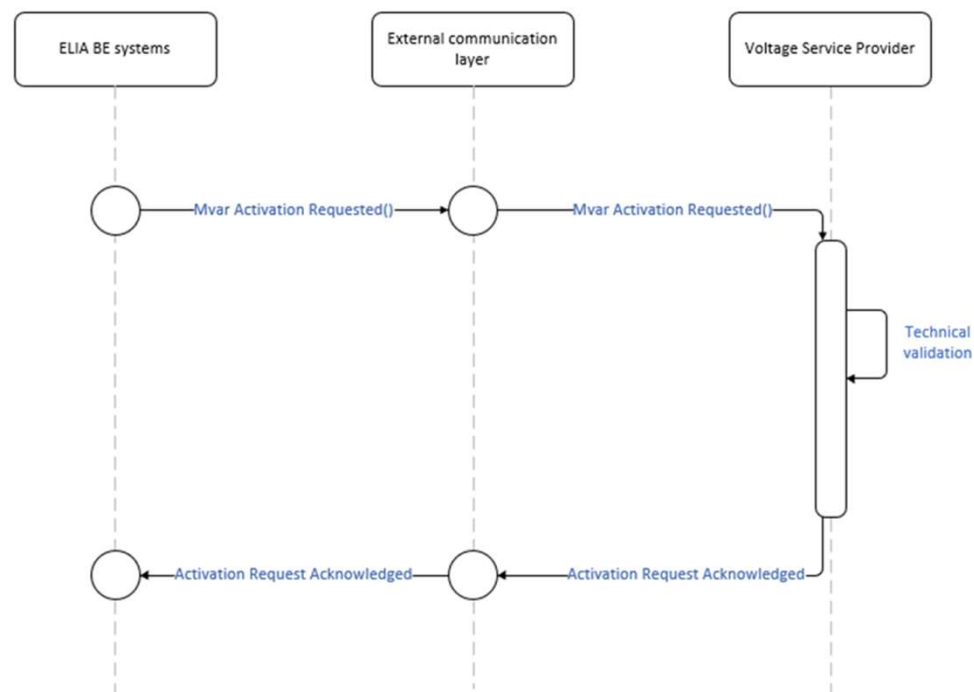 ELIA BE systems
External communication
layer
Voltage Service Provider
Mvar Activation Requested()
Mvar Activation Requested()
Technical
validation
Activation Request Acknowledged
Activation Request Acknowledged